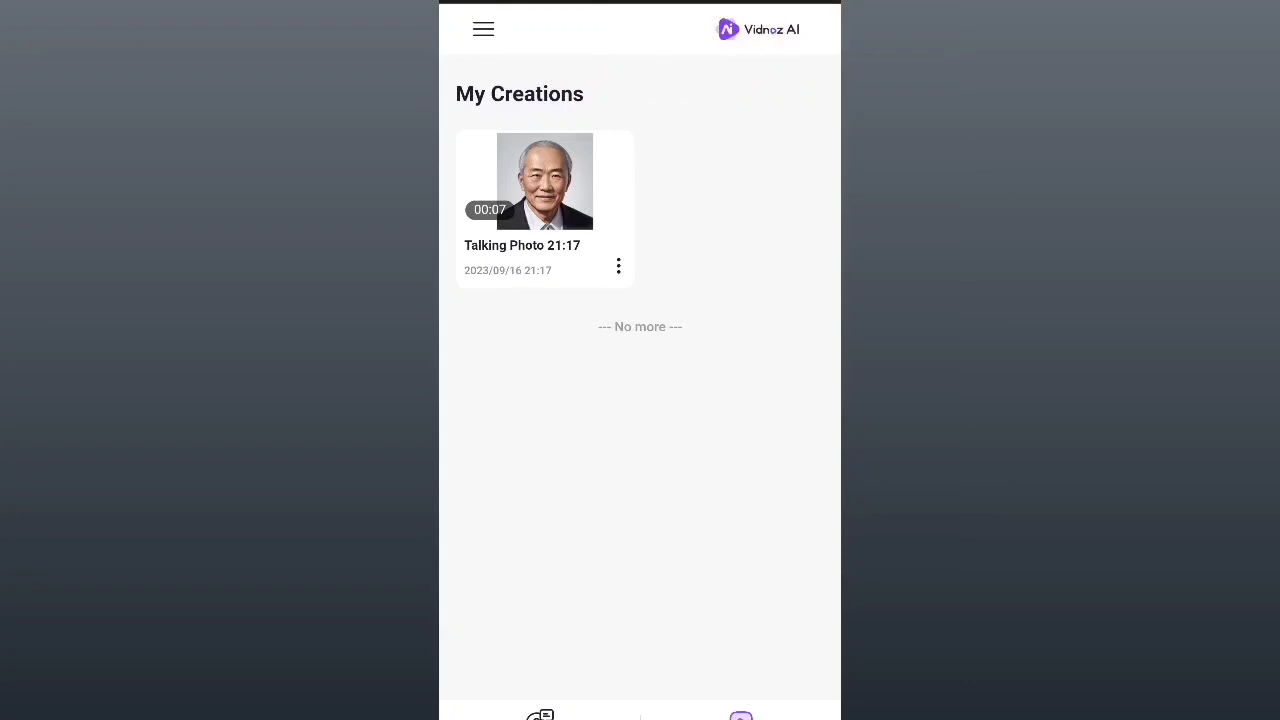 Vidnoz AI
My Creations
00:07
Talking Photo 21:17
2023/09/16 21:17
--- No more ---